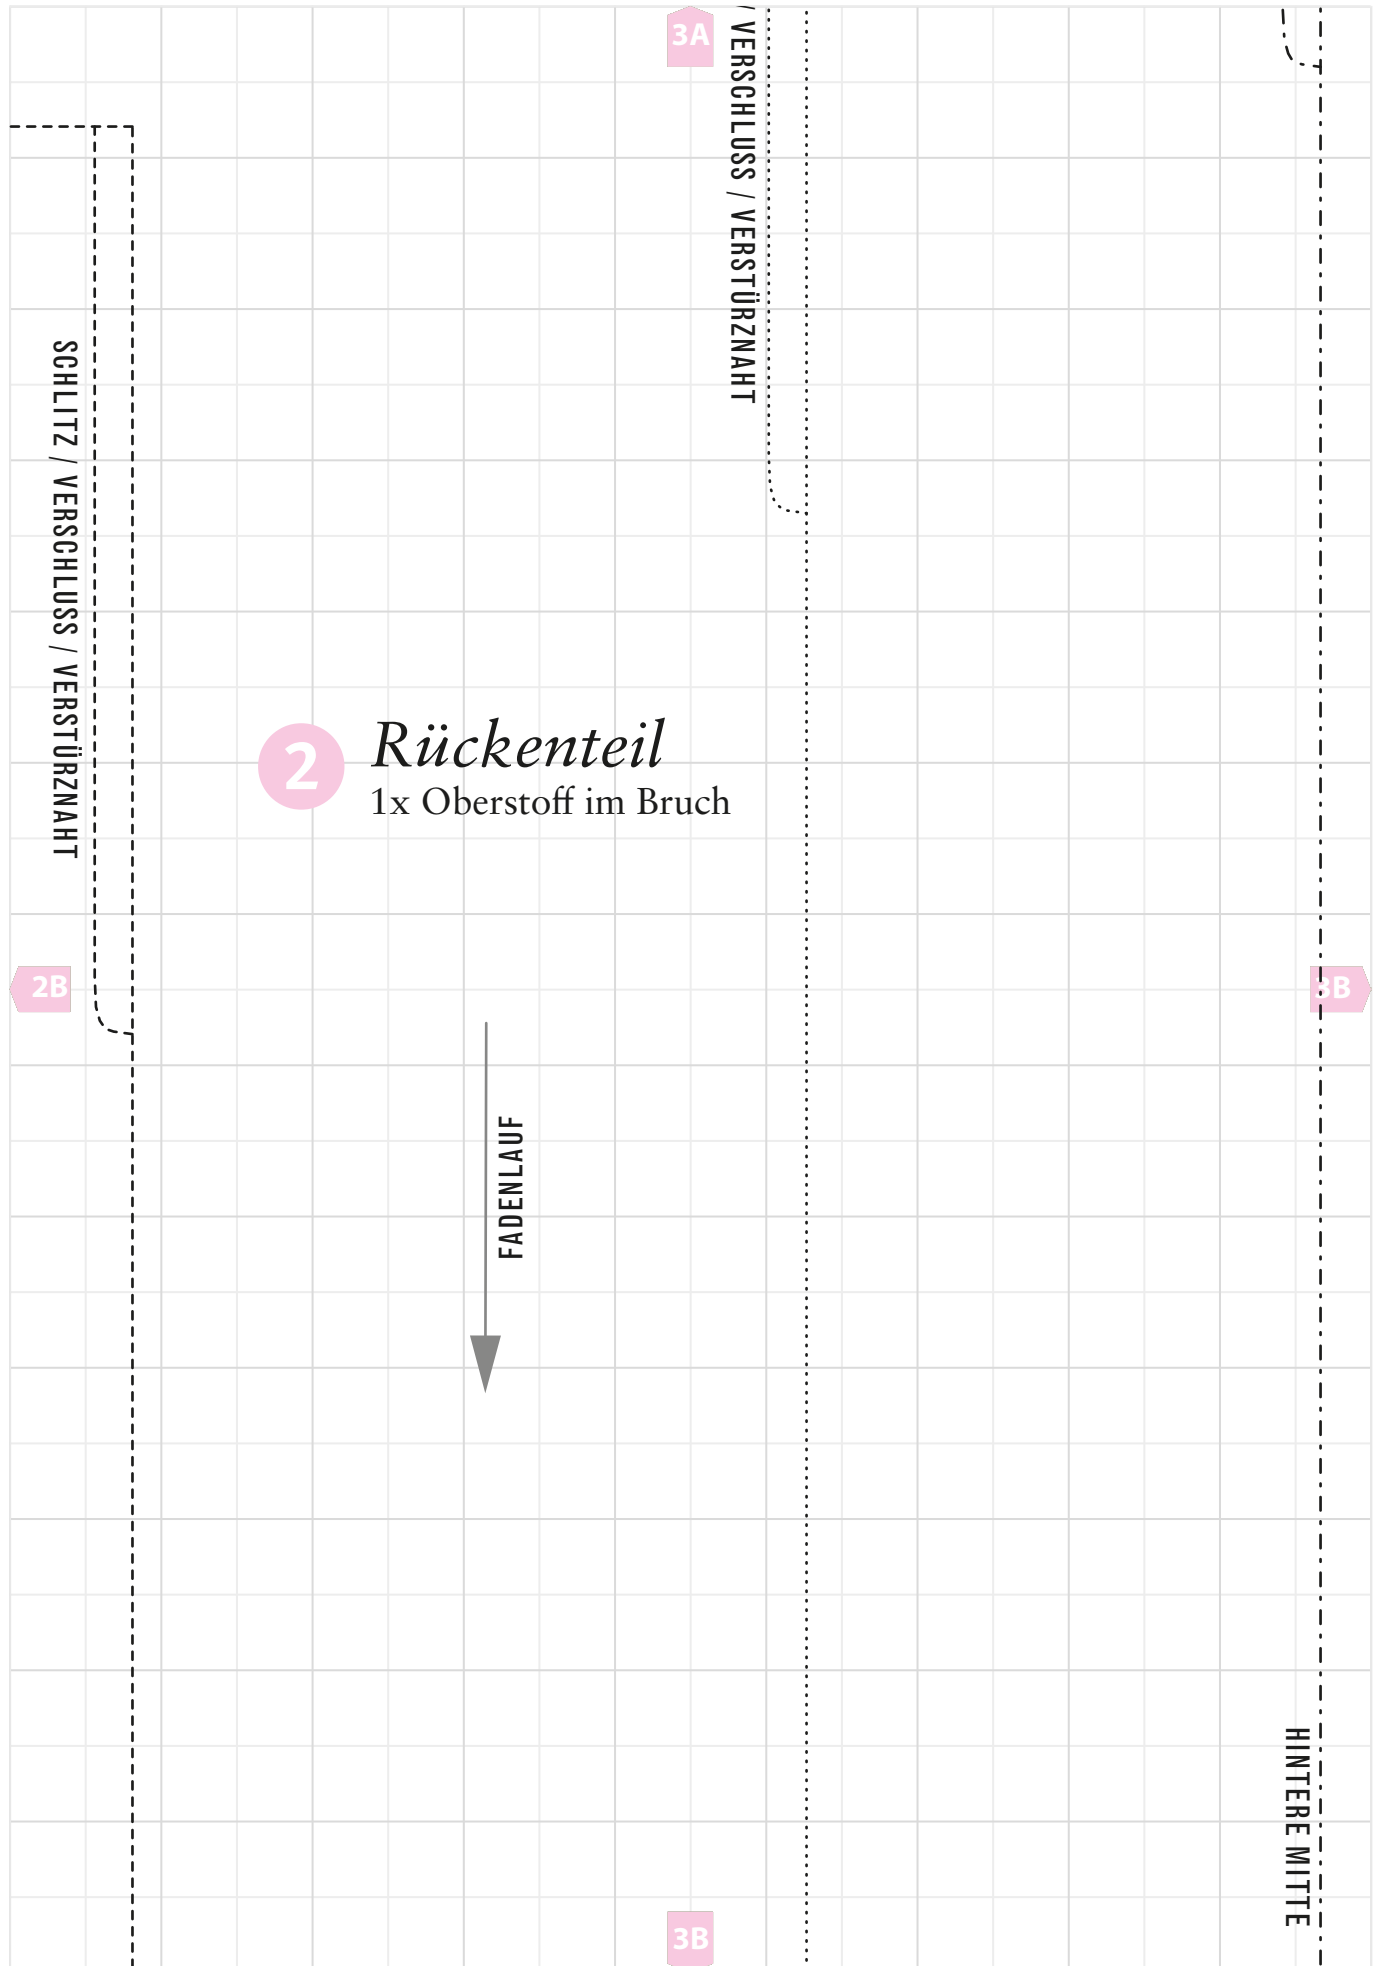 3A
/ VERSCHLUSS / VERSTÜRZNAHT
SCHLITZ / VERSCHLUSS / VERSTÜRZNAHT
2
Rückenteil
1x Oberstoff im Bruch
2B
3B
FADENLAUF
HINTERE MITTE
3B